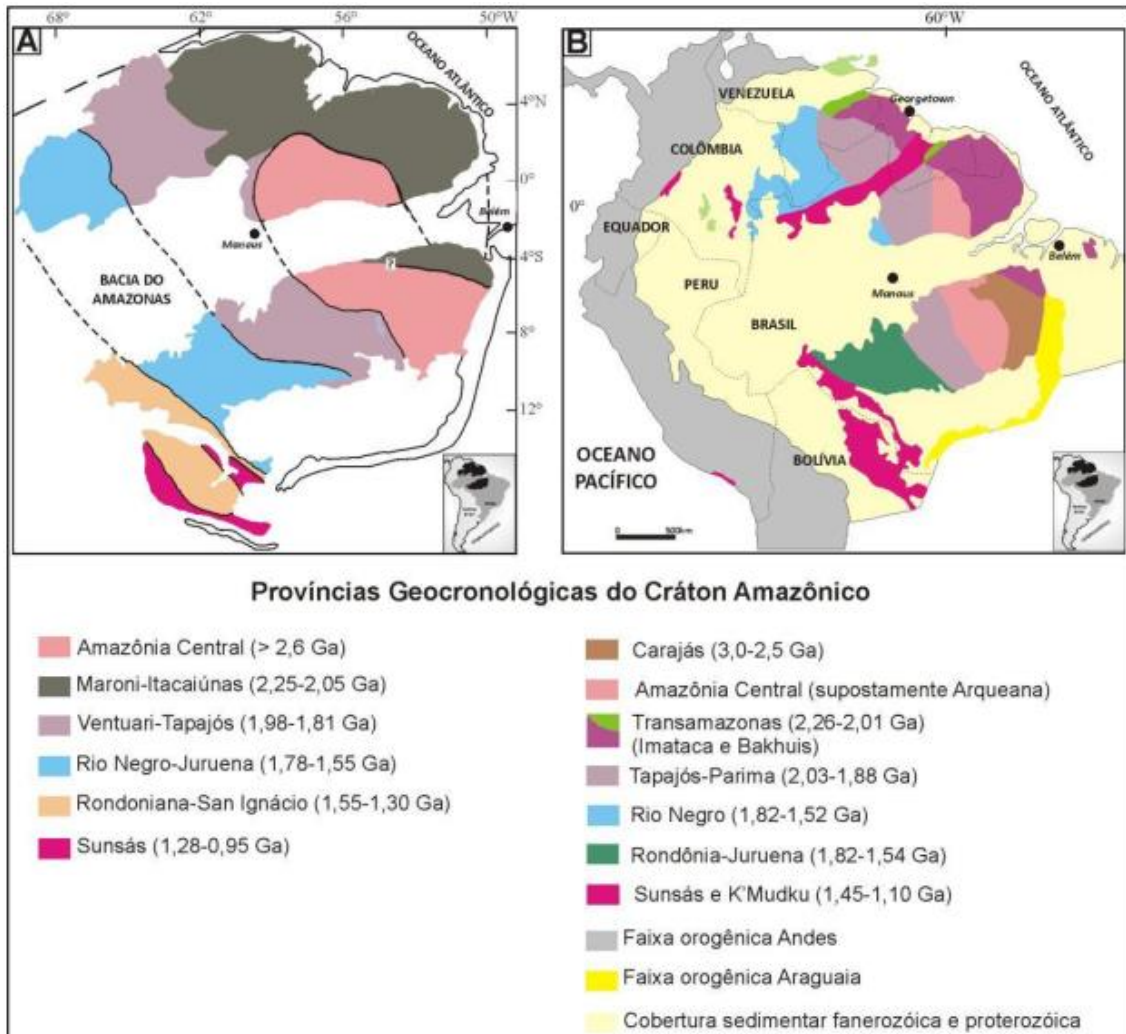 A
68°
62°
56°
50°W
OCEANO ATLÂNTICO
4°N
0°
Belém
Manaus
4°S
?
BACIA DO
AMAZONAS
8°
12°
B
60°W
OCEANO ATLÂNTICO
VENEZUELA
Georgetown
COLÔMBIA
0°
EQUADOR
Belém
PERU
Manaus
BRASIL
BOLÍVIA
OCEANO
PACÍFICO
0
500km
Províncias Geocronológicas do Cráton Amazônico
Amazônia Central (> 2,6 Ga)
Maroni-Itacaiúnas (2,25-2,05 Ga)
Ventuari-Tapajós (1,98-1,81 Ga)
Rio Negro-Juruena (1,78-1,55 Ga)
Rondoniana-San Ignácio (1,55-1,30 Ga)
Sunsás (1,28-0,95 Ga)
Carajás (3,0-2,5 Ga)
Amazônia Central (supostamente Arqueana)
Transamazonas (2,26-2,01 Ga)
(Imataca e Bakhuis)
Tapajós-Parima (2,03-1,88 Ga)
Rio Negro (1,82-1,52 Ga)
Rondônia-Juruena (1,82-1,54 Ga)
Sunsás e K'Mudku (1,45-1,10 Ga)
Faixa orogênica Andes
Faixa orogênica Araguaia
Cobertura sedimentar fanerozóica e proterozóica